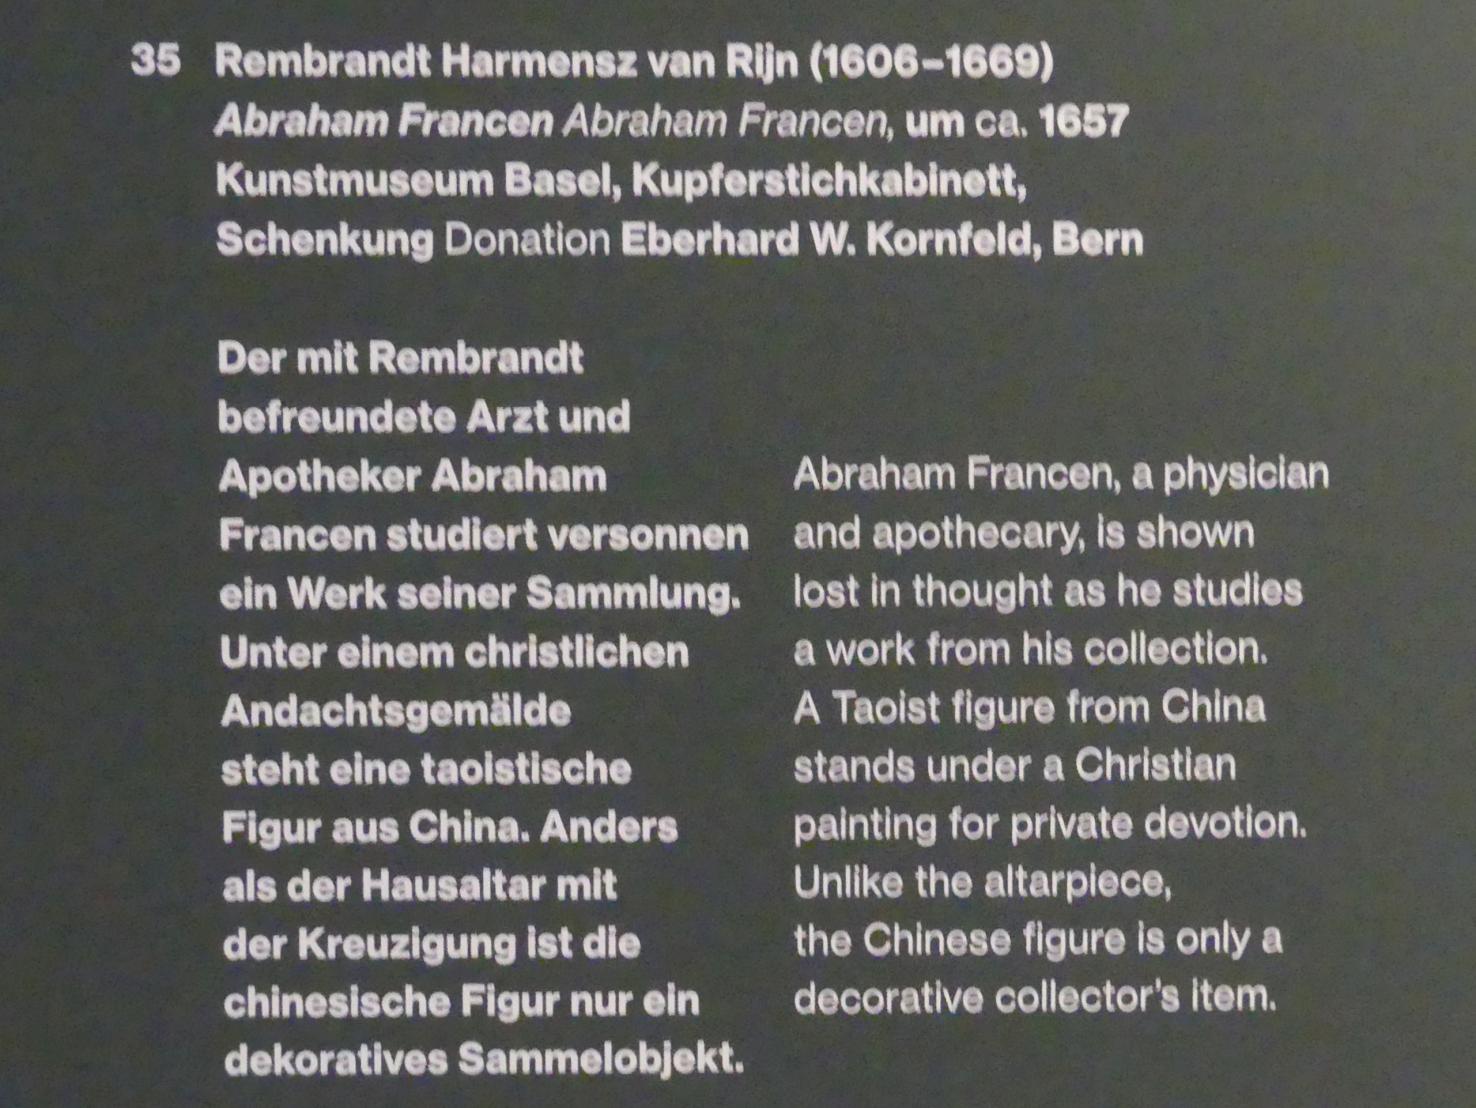 35 Rembrandt Harmensz van Rijn (1606–1669)
Abraham Francen Abraham Francen, um ca. 1657
Kunstmuseum Basel, Kupferstichkabinett,
Schenkung Donation Eberhard W. Kornfeld, Bern
Der mit Rembrandt
befreundete Arzt und
Apotheker Abraham
Francen studiert versonnen
ein Werk seiner Sammlung.
Unter einem christlichen
Andachtsgemälde
steht eine taoistische
Figur aus China. Anders
als der Hausaltar mit
der Kreuzigung ist die
chinesische Figur nur ein
dekoratives Sammelobjekt.
Abraham Francen, a physician
and apothecary, is shown
lost in thought as he studies
a work from his collection.
A Taoist figure from China
stands under a Christian
painting for private devotion.
Unlike the altarpiece,
the Chinese figure is only a
decorative collector's item.